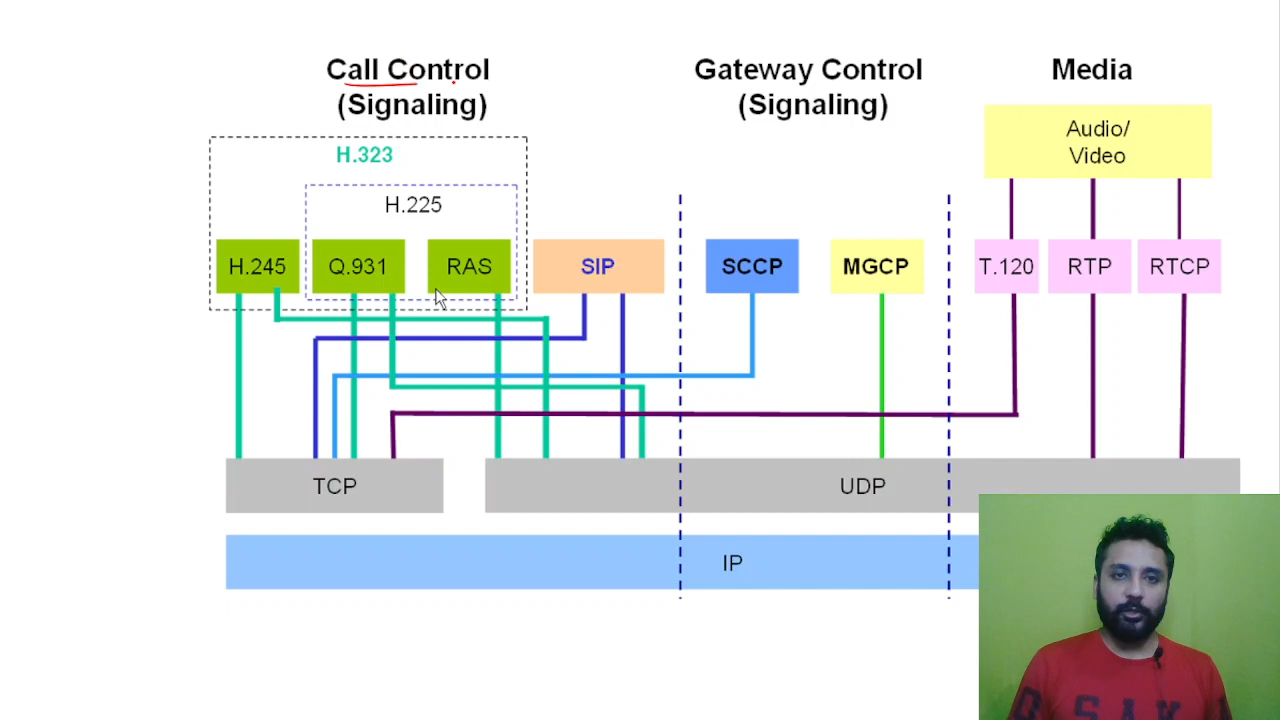 Call Control
(Signaling)
Gateway Control
(Signaling)
Media
Audio/
Video
H.323
H.225
H.245
Q.931
RAS
SIP
SCCP
MGCP
T.120
RTP
RTCP
TCP
UDP
IP